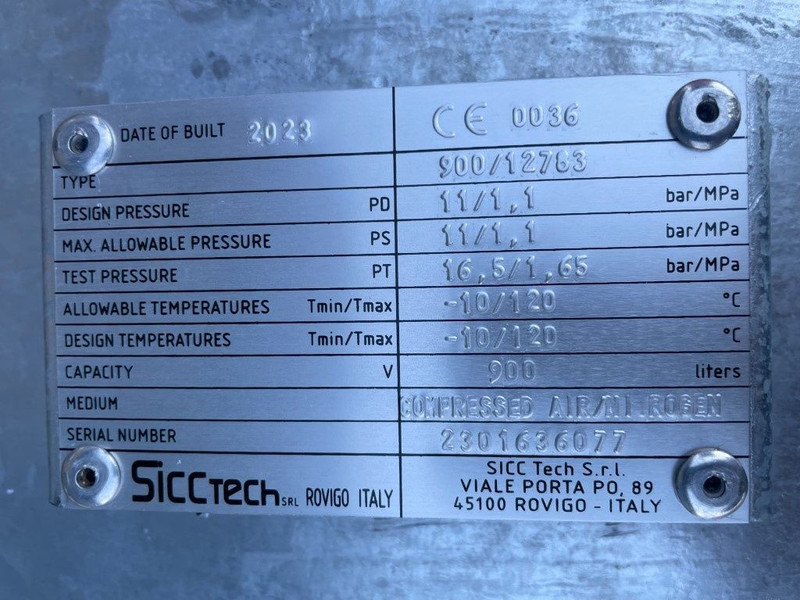 DATE OF BUILT 2023 CE 0036
TYPE 900/12763
DESIGN PRESSURE PD 11/1,1 bar/MPa
MAX. ALLOWABLE PRESSURE PS 11/1,1 bar/MPa
TEST PRESSURE PT 16,5/1,65 bar/MPa
ALLOWABLE TEMPERATURES Tmin/Tmax -10/120 °C
DESIGN TEMPERATURES Tmin/Tmax -10/120 °C
CAPACITY V 900 liters
MEDIUM COMPRESSED AIR/NI ROGEN
SERIAL NUMBER 2301636077
SICCTECH SRL ROVIGO ITALY
SICC Tech S.r.l.
VIALE PORTA PO, 89
45100 ROVIGO - ITALY